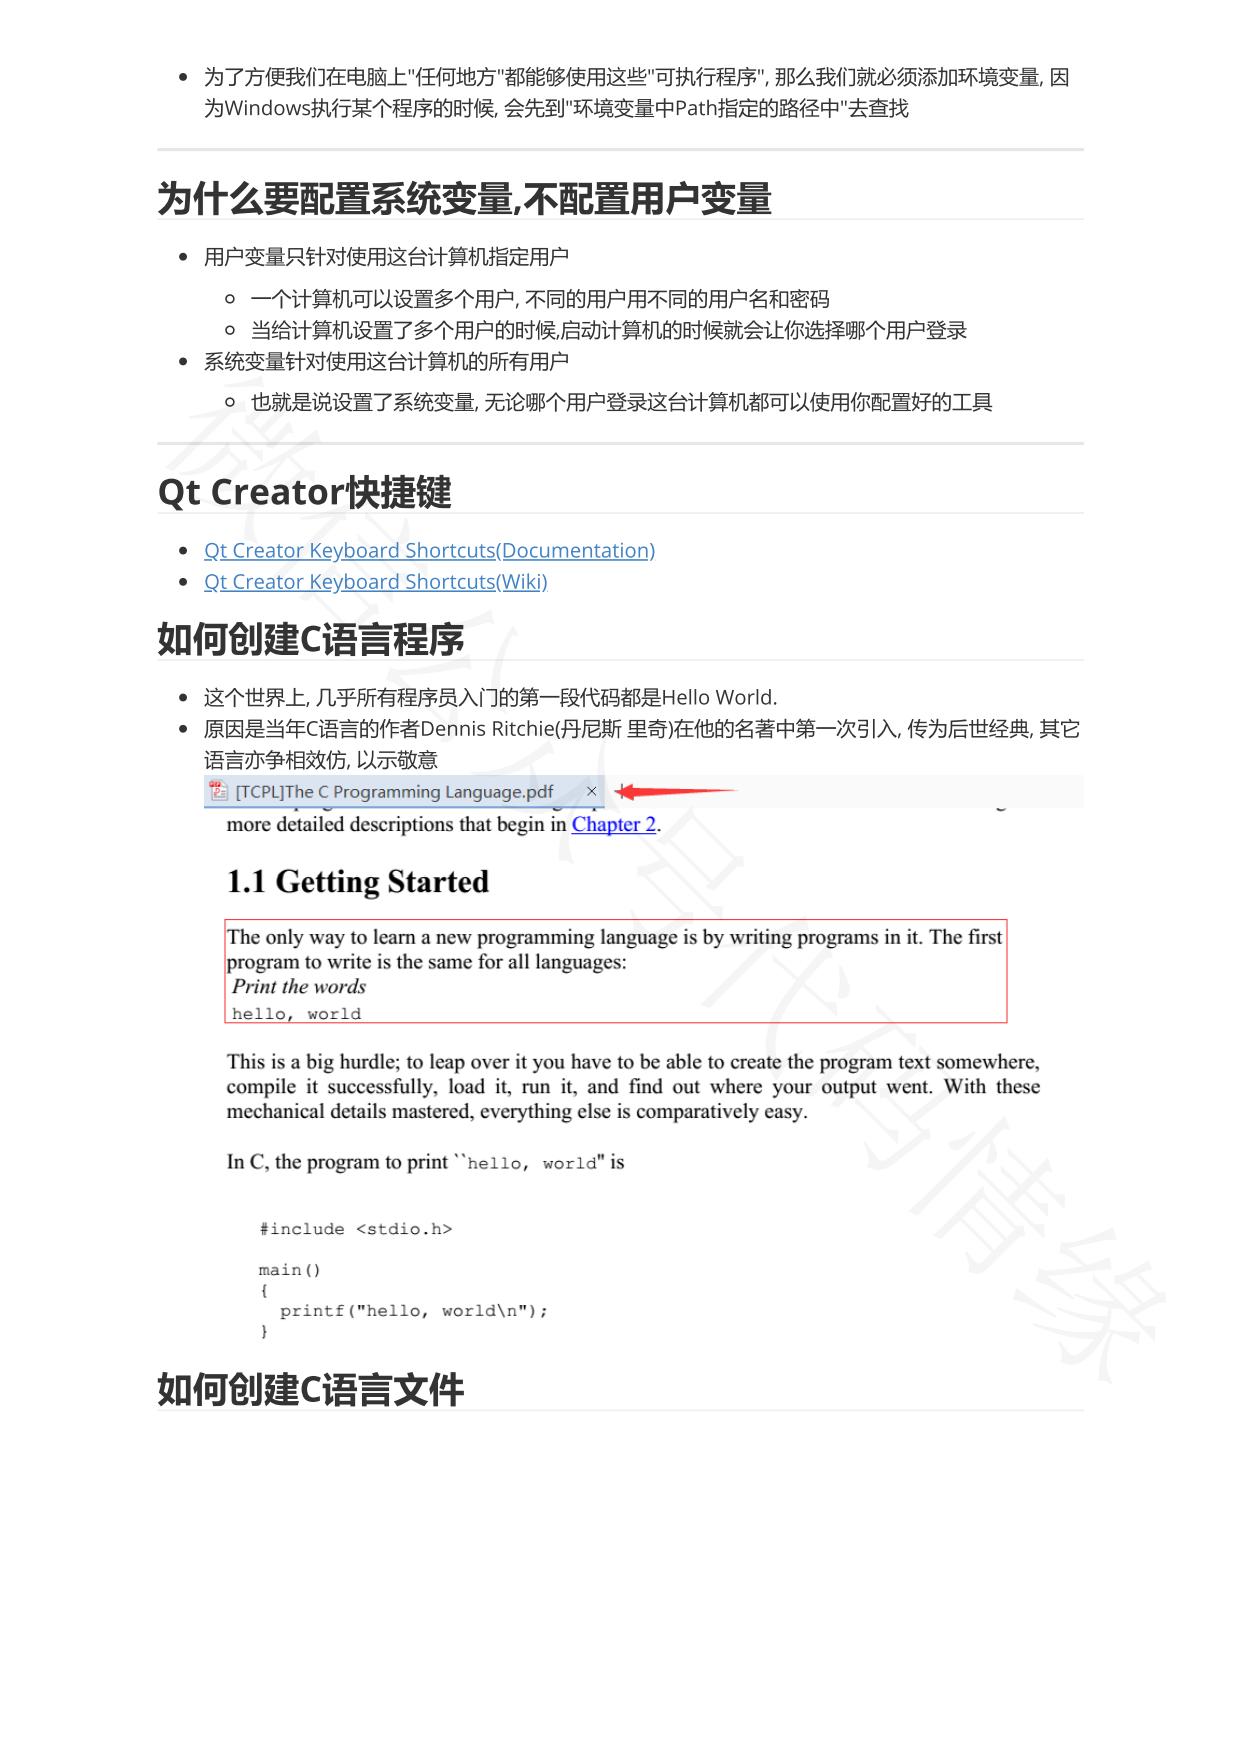 为了方便我们在电脑上"任何地方"都能够使用这些"可执行程序", 那么我们就必须添加环境变量, 因
为Windows执行某个程序的时候, 会先到"环境变量中Path指定的路径中"去查找
为什么要配置系统变量,不配置用户变量
用户变量只针对使用这台计算机指定用户
一个计算机可以设置多个用户, 不同的用户用不同的用户名和密码
当给计算机设置了多个用户的时候,启动计算机的时候就会让你选择哪个用户登录
系统变量针对使用这台计算机的所有用户
也就是说设置了系统变量, 无论哪个用户登录这台计算机都可以使用你配置好的工具
Qt Creator快捷键
Qt Creator Keyboard Shortcuts(Documentation)
Qt Creator Keyboard Shortcuts(Wiki)
如何创建C语言程序
这个世界上, 几乎所有程序员入门的第一段代码都是Hello World.
原因是当年C语言的作者Dennis Ritchie(丹尼斯 里奇)在他的名著中第一次引入, 传为后世经典, 其它
语言亦争相效仿, 以示敬意
[TCPL]The C Programming Language.pdf ×
more detailed descriptions that begin in Chapter 2.
1.1 Getting Started
The only way to learn a new programming language is by writing programs in it. The first
program to write is the same for all languages:
Print the words
hello, world
This is a big hurdle; to leap over it you have to be able to create the program text somewhere,
compile it successfully, load it, run it, and find out where your output went. With these
mechanical details mastered, everything else is comparatively easy.
In C, the program to print ``hello, world'' is
#include <stdio.h>
main()
{
printf("hello, world\n");
}
如何创建C语言文件
微信公众号代码情缘